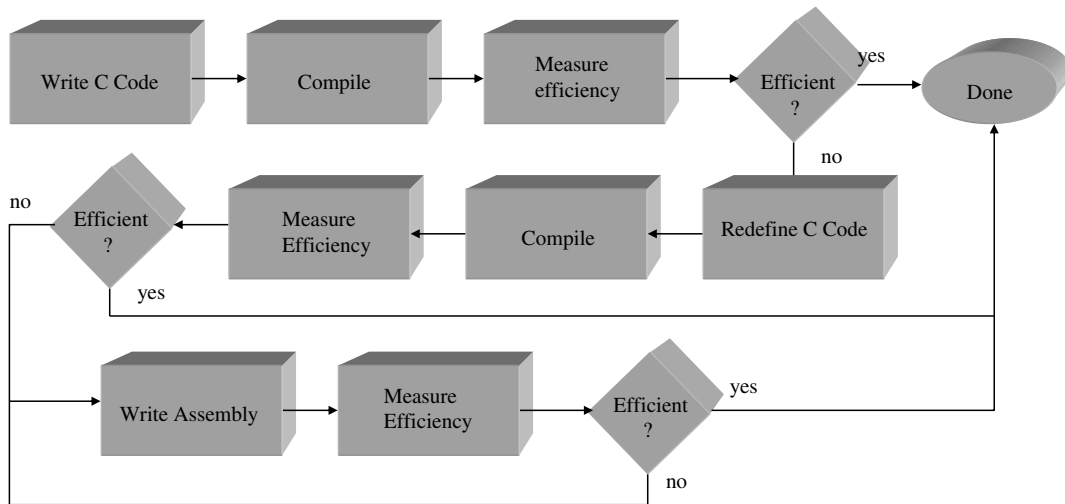 Write C Code
Compile
Measure
efficiency
Efficient
?
yes
Done
no
no
Efficient
?
Measure
Efficiency
Compile
Redefine C Code
yes
Write Assembly
Measure
Efficiency
Efficient
?
yes
no